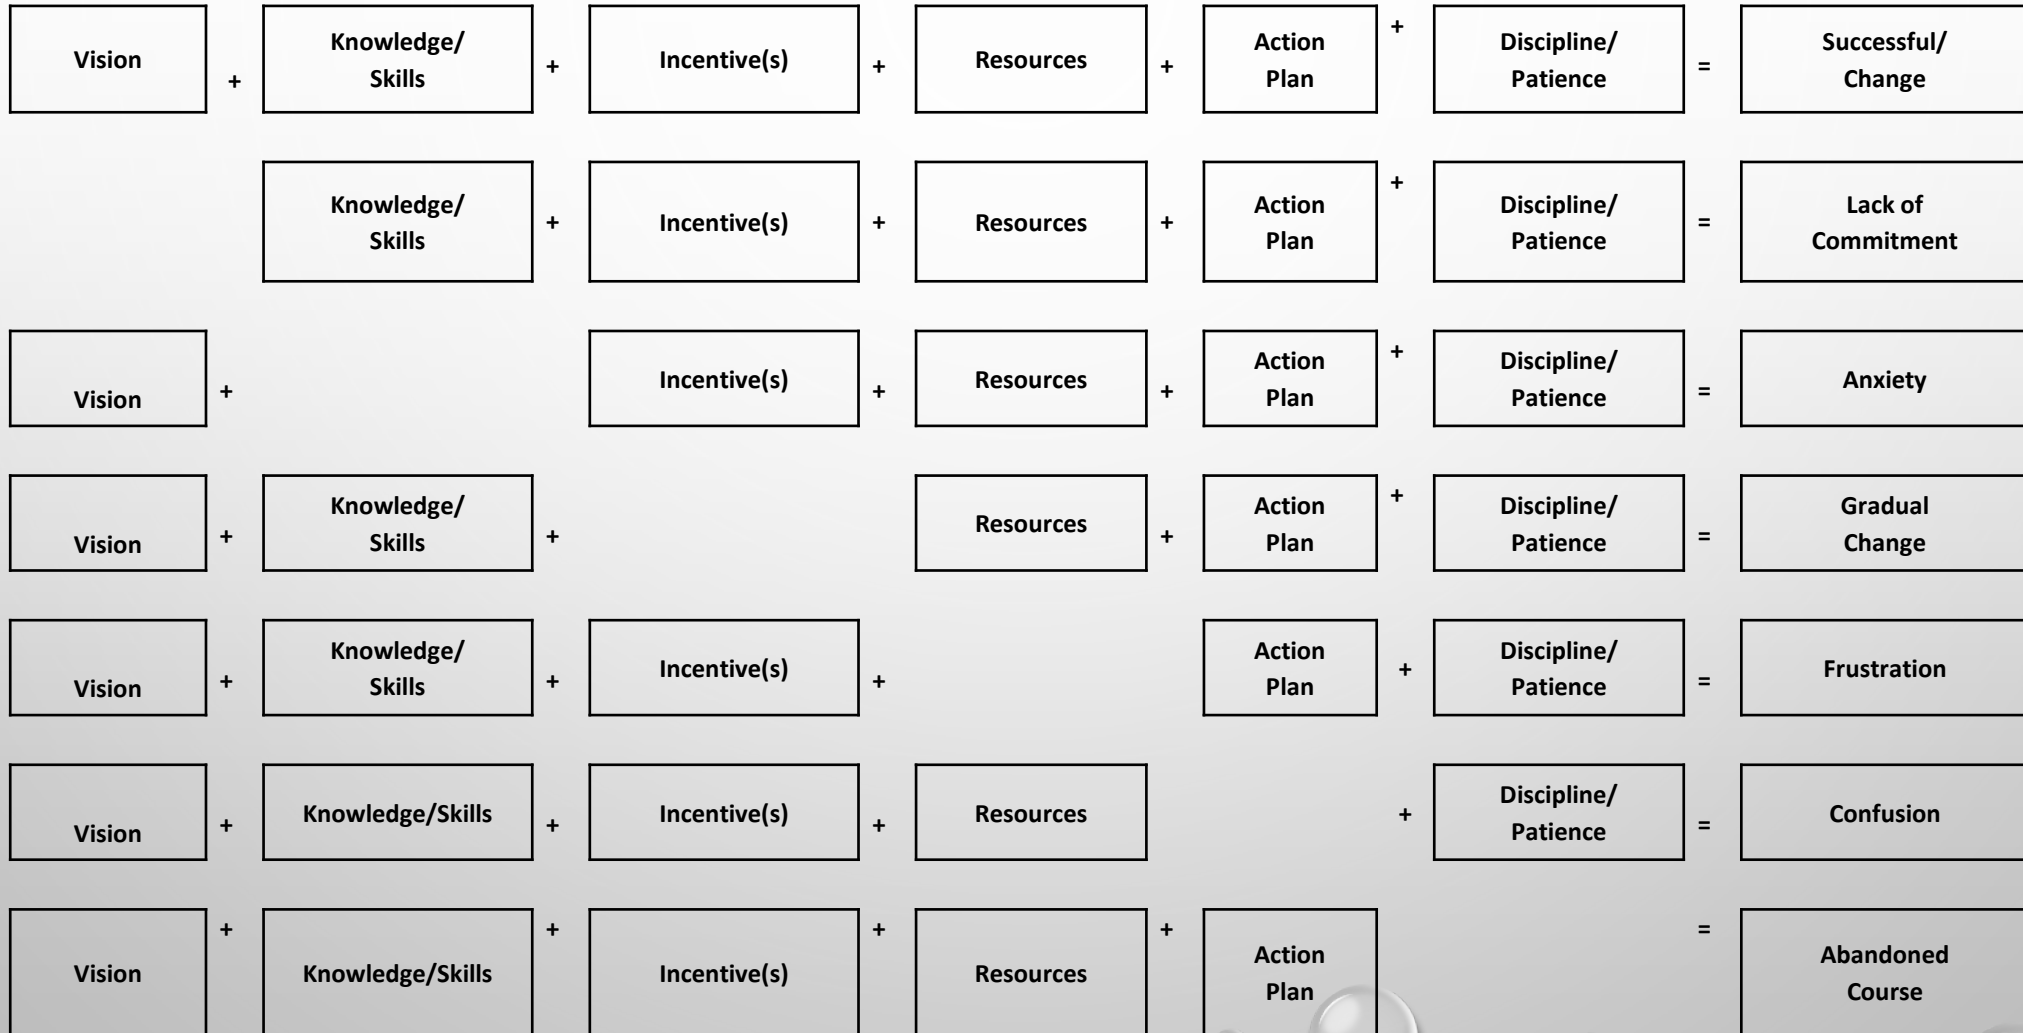 Vision + Knowledge/ Skills + Incentive(s) + Resources + Action Plan + Discipline/ Patience = Successful/ Change
Knowledge/ Skills + Incentive(s) + Resources + Action Plan + Discipline/ Patience = Lack of Commitment
Vision + Incentive(s) + Resources + Action Plan + Discipline/ Patience = Anxiety
Vision + Knowledge/ Skills + Resources + Action Plan + Discipline/ Patience = Gradual Change
Vision + Knowledge/ Skills + Incentive(s) + Action Plan + Discipline/ Patience = Frustration
Vision + Knowledge/Skills + Incentive(s) + Resources + Discipline/ Patience = Confusion
Vision + Knowledge/Skills + Incentive(s) + Resources + Action Plan = Abandoned Course